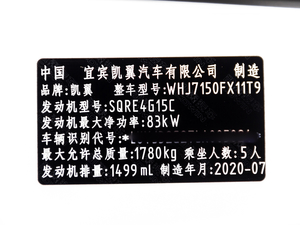 中国 宜宾凯翼汽车有限公司 制造
品牌:凯翼 整车型号:WHJ7150FX11T9
发动机型号:SQRE4G15C
发动机最大净功率:83kW
车辆识别代号:*
最大允许总质量:1780kg 乘坐人数:5人
发动机排量:1499mL 制造年月:2020-07